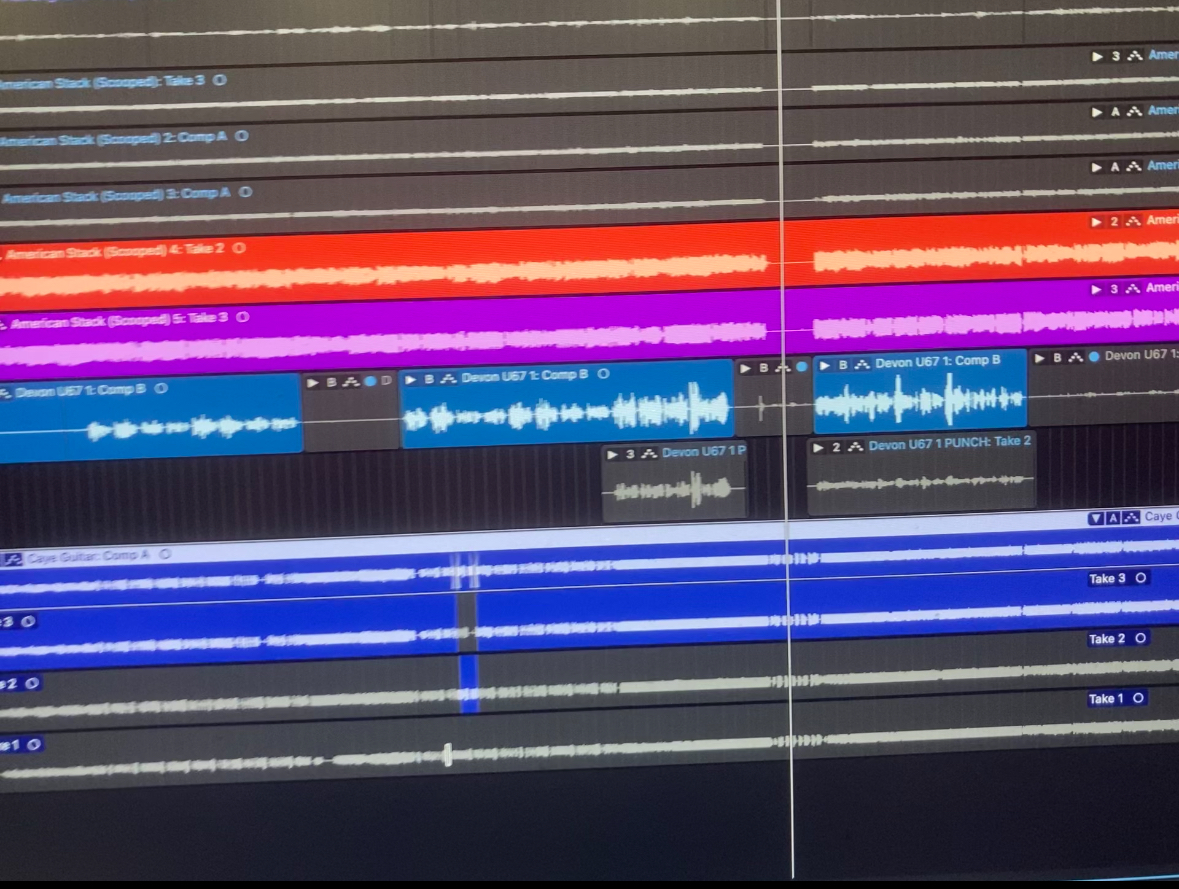 American Stack (Scooped): Take 3
3 Amer
American Stack (Scooped) 2: Comp A
A Amer
American Stack (Scooped) 3: Comp A
A Ameri
American Stack (Scooped) 4: Take 2
2 Ameri
American Stack (Scooped) 5: Take 3
3 Ameri
Devon U67 1: Comp B
B D
B Devon U67 1: Comp B
B
B Devon U67 1: Comp B
B Devon U67 1:
3 Devon U67 1 P
2 Devon U67 1 PUNCH: Take 2
Caye Guitar: Comp A
A Caye G
3
Take 3
2
Take 2
1
Take 1